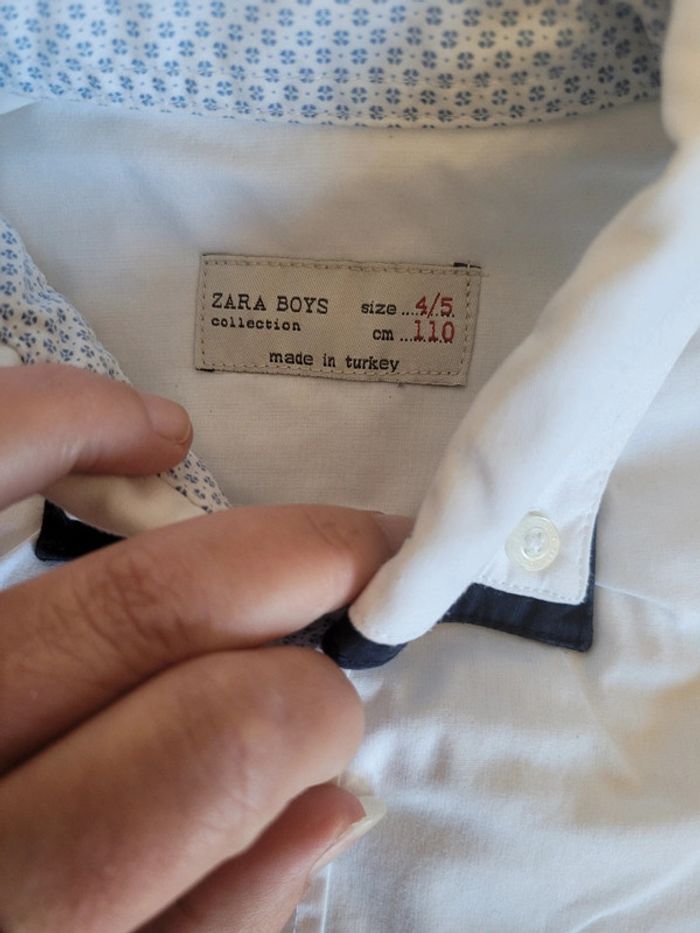 ZARA BOYS size ....4/5.
collection cm ...110
made in turkey